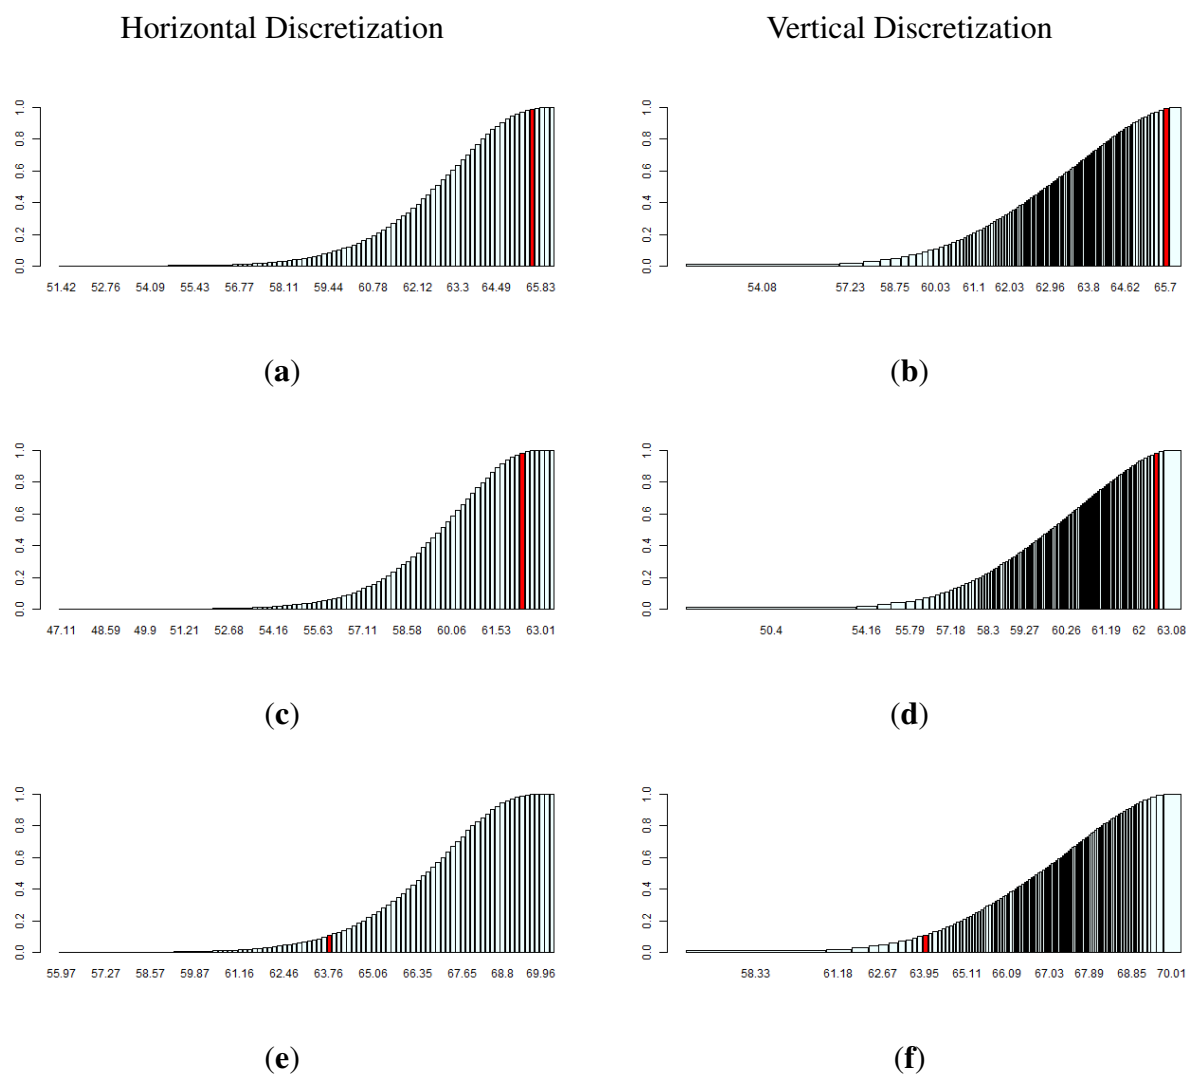 Horizontal Discretization
Vertical Discretization
0.0 0.2 0.4 0.6 0.8 1.0
51.42 52.76 54.09 55.43 56.77 58.11 59.44 60.78 62.12 63.3 64.49 65.83
(a)
0.0 0.2 0.4 0.6 0.8 1.0
54.08 57.23 58.75 60.03 61.1 62.03 62.96 63.8 64.62 65.7
(b)
0.0 0.2 0.4 0.6 0.8 1.0
47.11 48.59 49.9 51.21 52.68 54.16 55.63 57.11 58.58 60.06 61.53 63.01
(c)
0.0 0.2 0.4 0.6 0.8 1.0
50.4 54.16 55.79 57.18 58.3 59.27 60.26 61.19 62 63.08
(d)
0.0 0.2 0.4 0.6 0.8 1.0
55.97 57.27 58.57 59.87 61.16 62.46 63.76 65.06 66.35 67.65 68.8 69.96
(e)
0.0 0.2 0.4 0.6 0.8 1.0
58.33 61.18 62.67 63.95 65.11 66.09 67.03 67.89 68.85 70.01
(f)